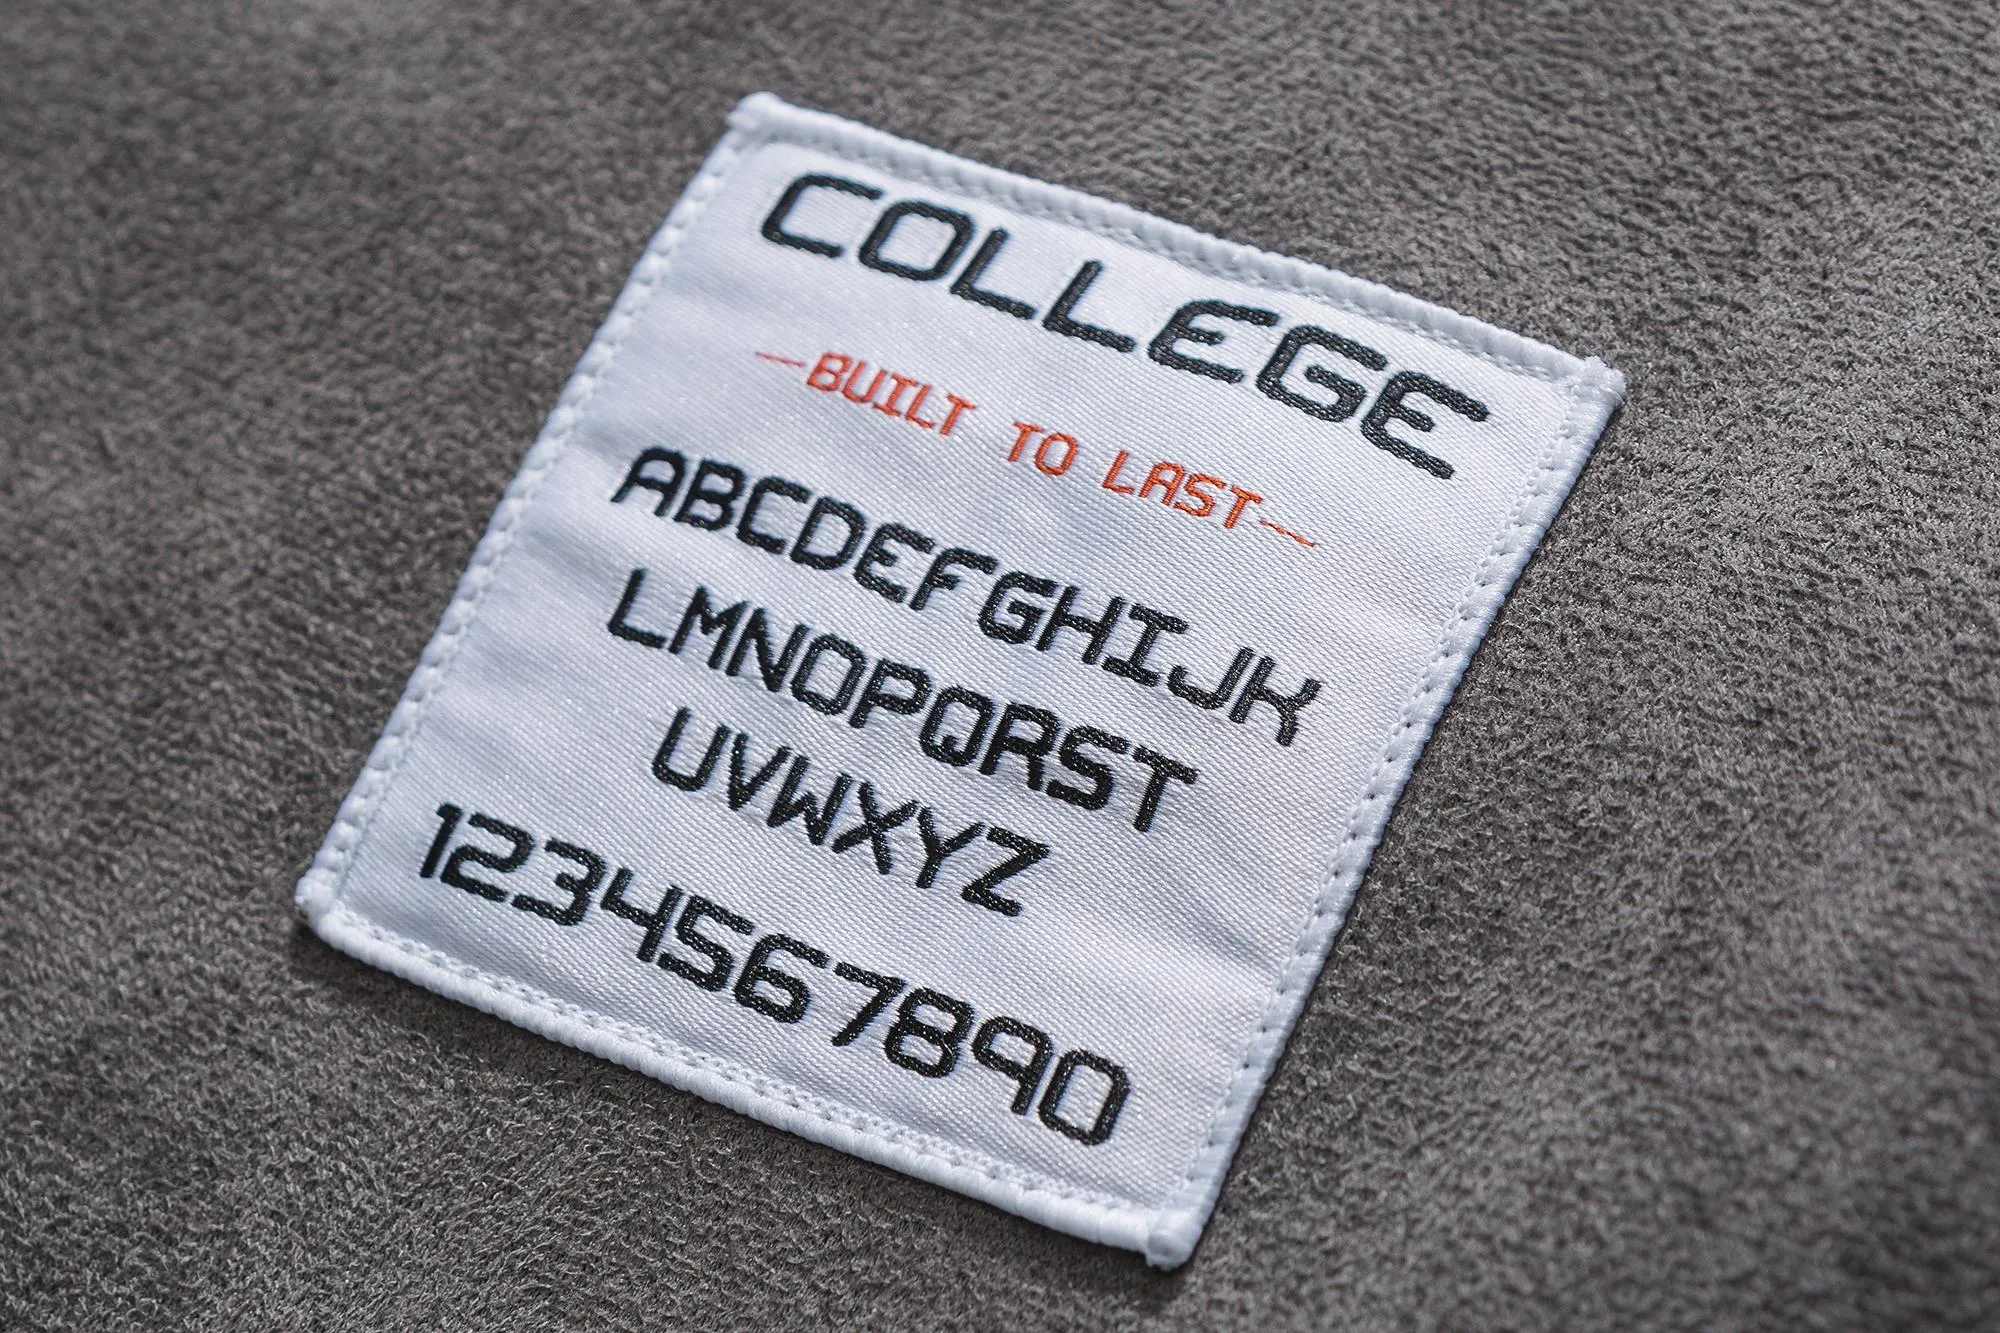 COLLEGE
—BUILT TO LAST—
ABCDEFGHIJK
LMNOPQRST
UVWXYZ
1234567890